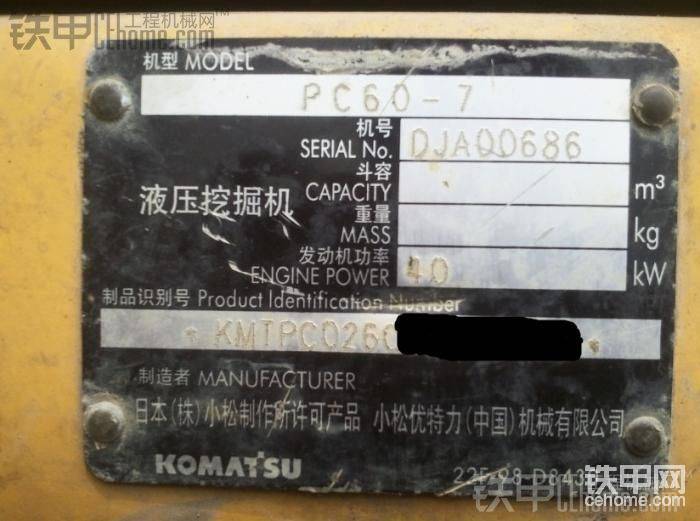 铁甲 工程机械网
CEhome.com
机型 MODEL
PC60-7
机号
SERIAL No. DJA00686
斗容
CAPACITY m³
液压挖掘机
重量
MASS kg
发动机功率
ENGINE POWER 40 kW
制品识别号 Product Identification Number
* KMTPC026 *
制造者 MANUFACTURER
日本(株)小松制作所许可产品 小松优特力(中国)机械有限公司
KOMATSU
铁甲网
CEhome.com